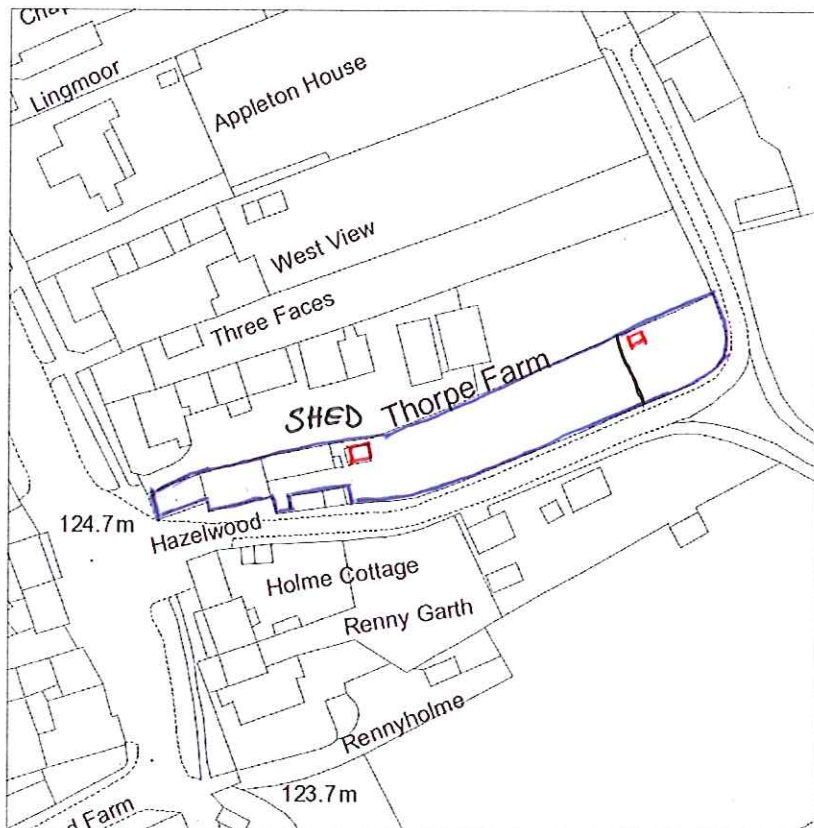 Lingmoor
Appleton House
West View
Three Faces
SHED
Thorpe Farm
124.7m
Hazelwood
Holme Cottage
Renny Garth
Rennyholme
123.7m
Farm